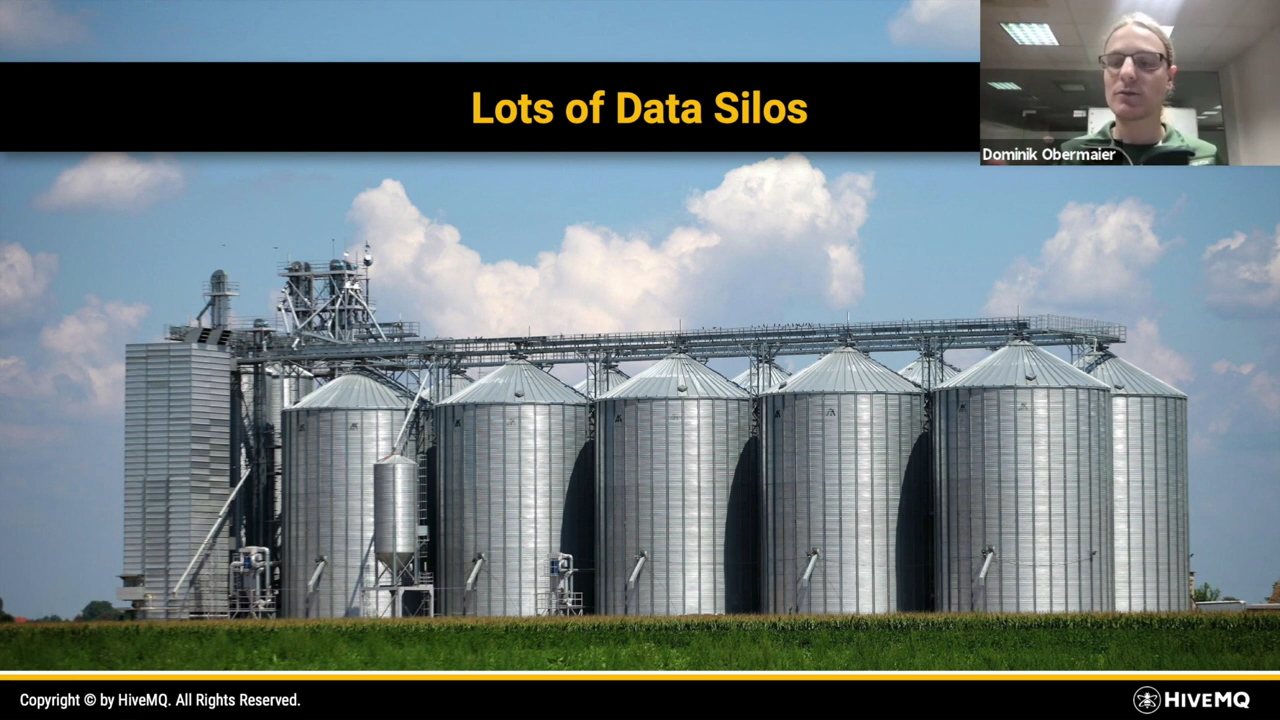 Lots of Data Silos
Dominik Obermaier
Copyright © by HiveMQ. All Rights Reserved.
HIVEMQ